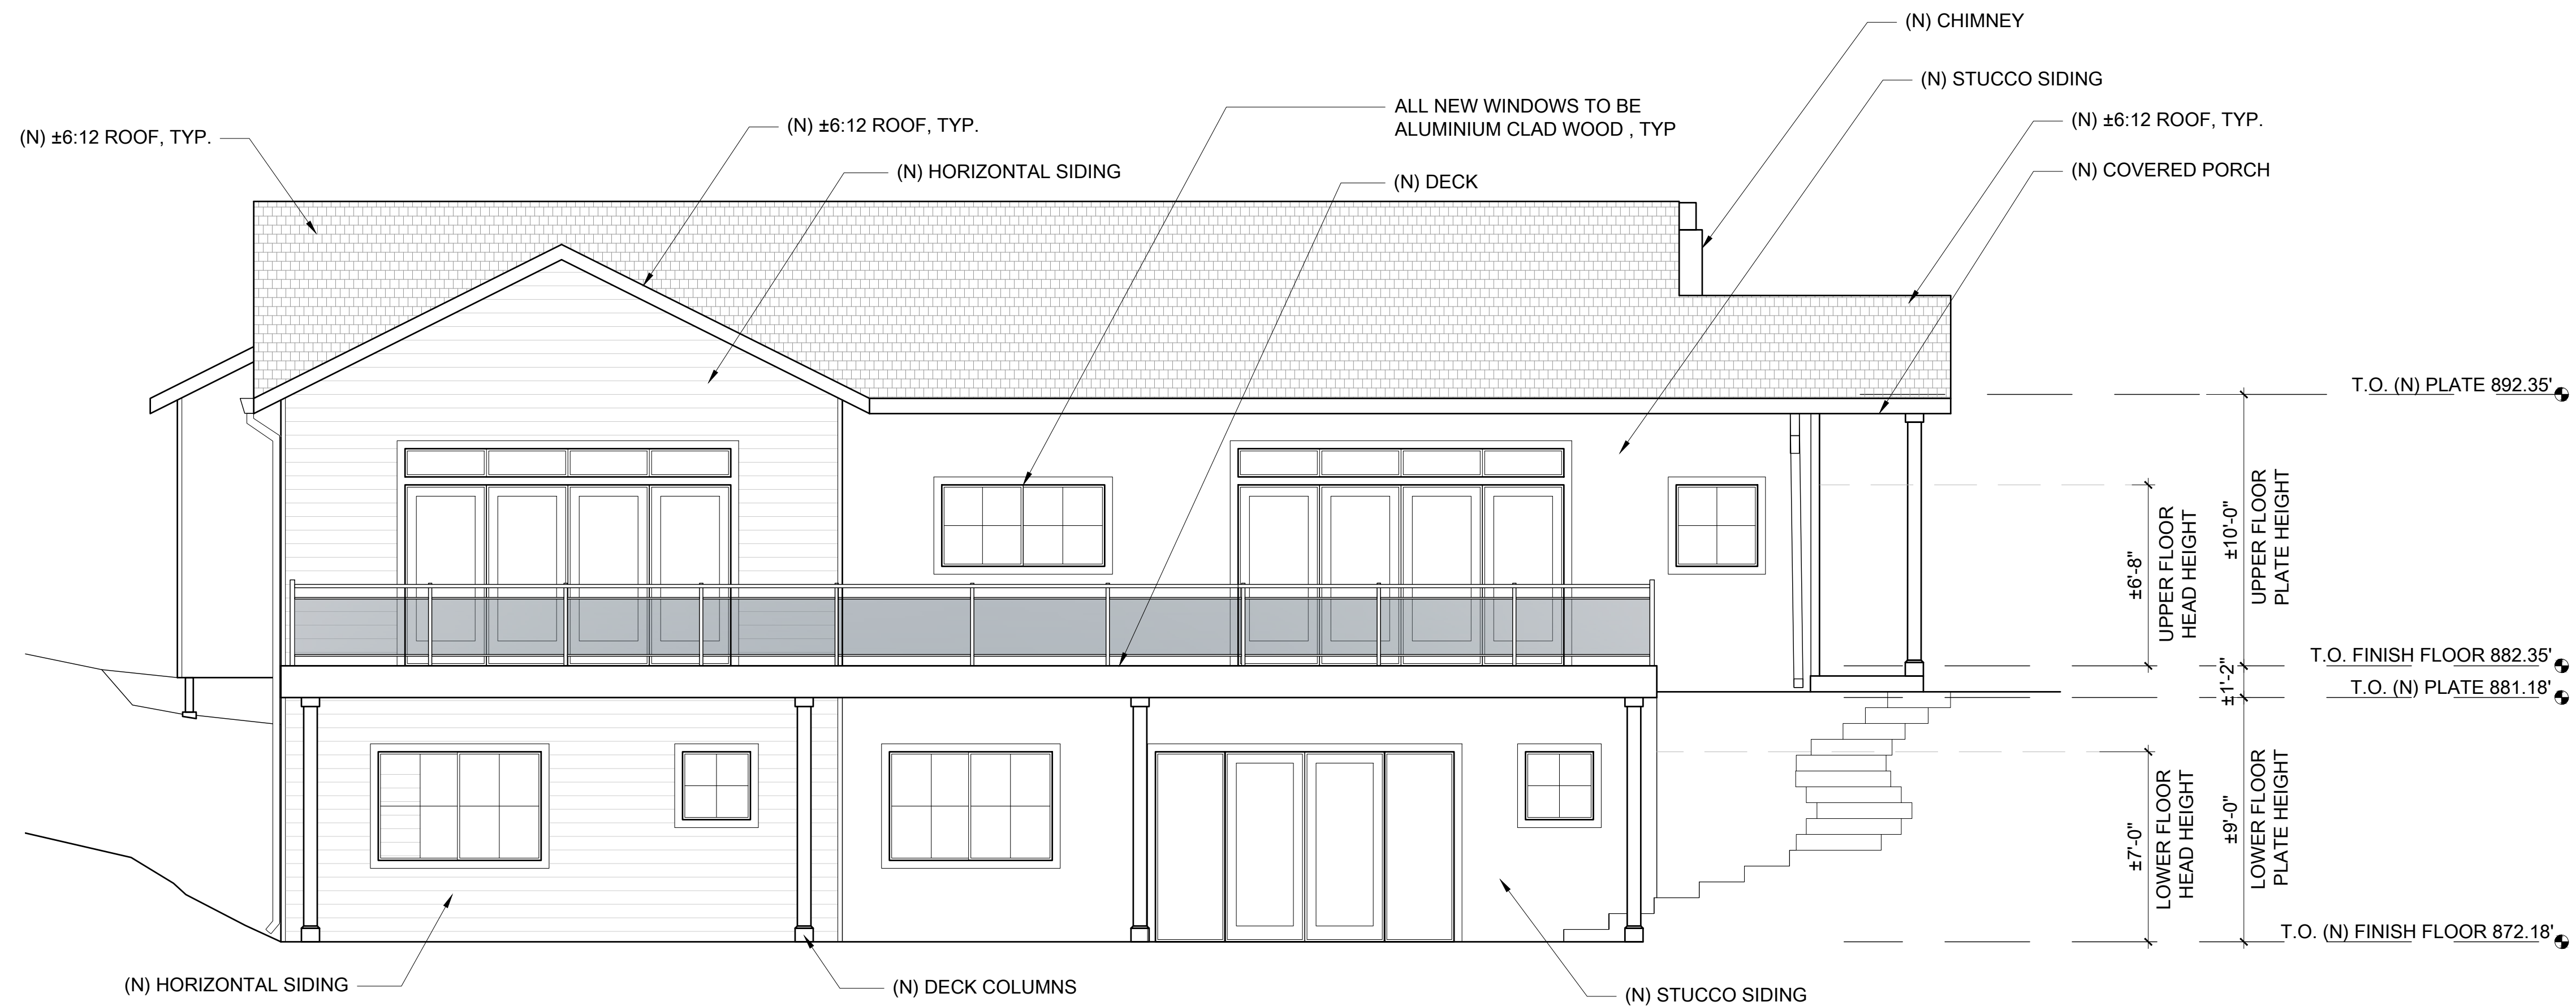 (N) CHIMNEY
(N) STUCCO SIDING
ALL NEW WINDOWS TO BE
ALUMINIUM CLAD WOOD , TYP
(N) ±6:12 ROOF, TYP.
(N) ±6:12 ROOF, TYP.
(N) ±6:12 ROOF, TYP.
(N) HORIZONTAL SIDING
(N) DECK
(N) COVERED PORCH
T.O. (N) PLATE 892.35'
±6'-8"
UPPER FLOOR
HEAD HEIGHT
±10'-0"
UPPER FLOOR
PLATE HEIGHT
T.O. FINISH FLOOR 882.35'
±1'-2"
T.O. (N) PLATE 881.18'
±7'-0"
LOWER FLOOR
HEAD HEIGHT
±9'-0"
LOWER FLOOR
PLATE HEIGHT
T.O. (N) FINISH FLOOR 872.18'
(N) HORIZONTAL SIDING
(N) DECK COLUMNS
(N) STUCCO SIDING